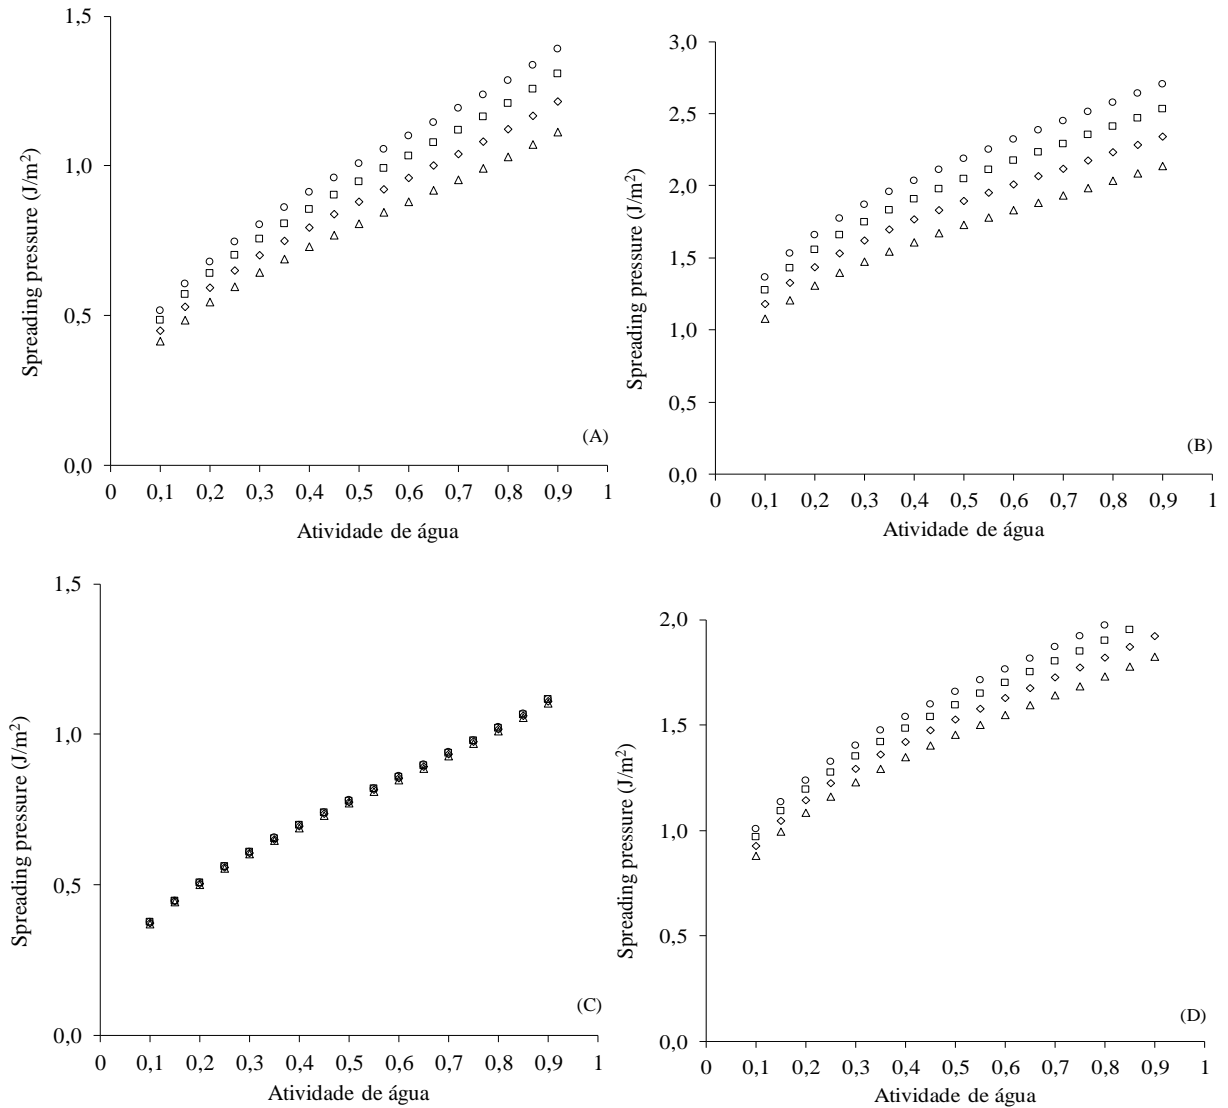 1,5
1,0
0,5
0,0
Spreading pressure (J/m²)
0 0,1 0,2 0,3 0,4 0,5 0,6 0,7 0,8 0,9 1
Atividade de água
(A)
3,0
2,5
2,0
1,5
1,0
0,5
0,0
Spreading pressure (J/m²)
0 0,1 0,2 0,3 0,4 0,5 0,6 0,7 0,8 0,9 1
Atividade de água
(B)
1,5
1,0
0,5
0,0
Spreading pressure (J/m²)
0 0,1 0,2 0,3 0,4 0,5 0,6 0,7 0,8 0,9 1
Atividade de água
(C)
2,0
1,5
1,0
0,5
0,0
Spreading pressure (J/m²)
0 0,1 0,2 0,3 0,4 0,5 0,6 0,7 0,8 0,9 1
Atividade de água
(D)